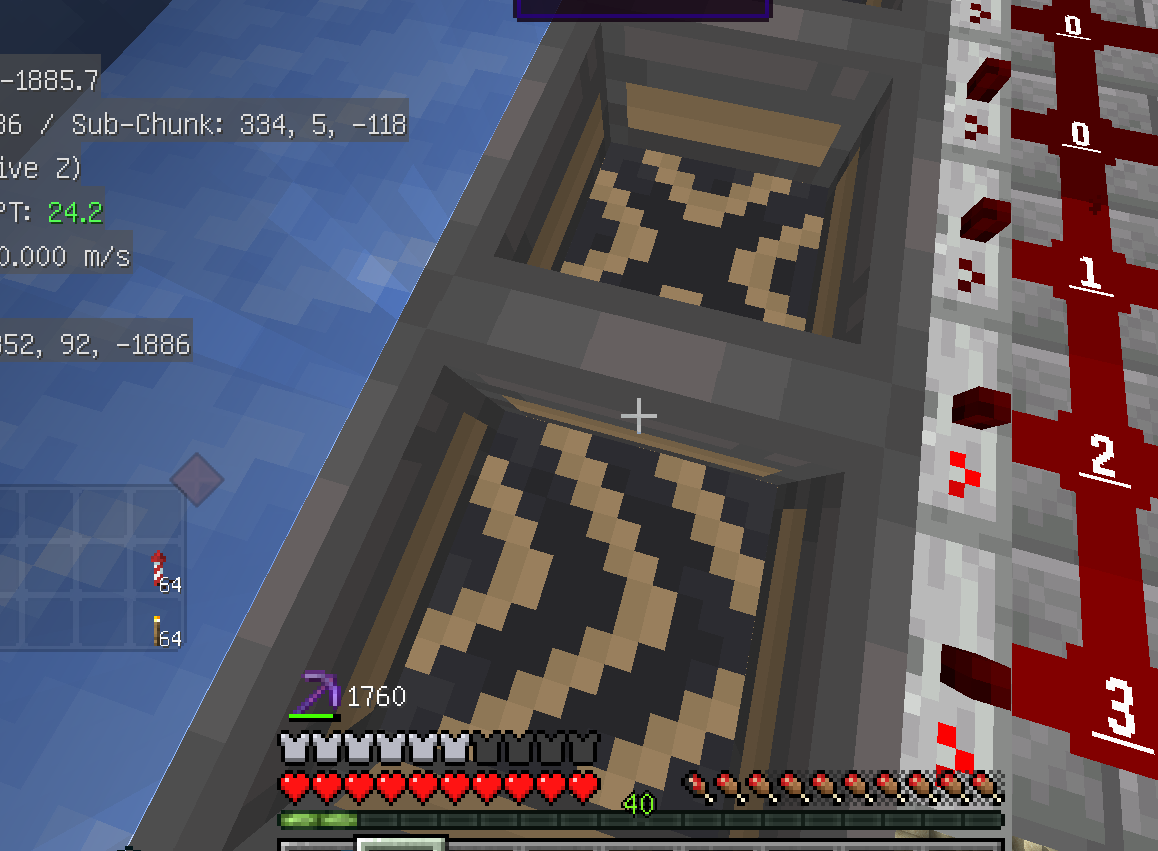 -1885.7
36 / Sub-Chunk: 334, 5, -118
ive Z)
PT: 24.2
0.000 m/s
352, 92, -1886
64
64
1760
40
0
0
1
2
3